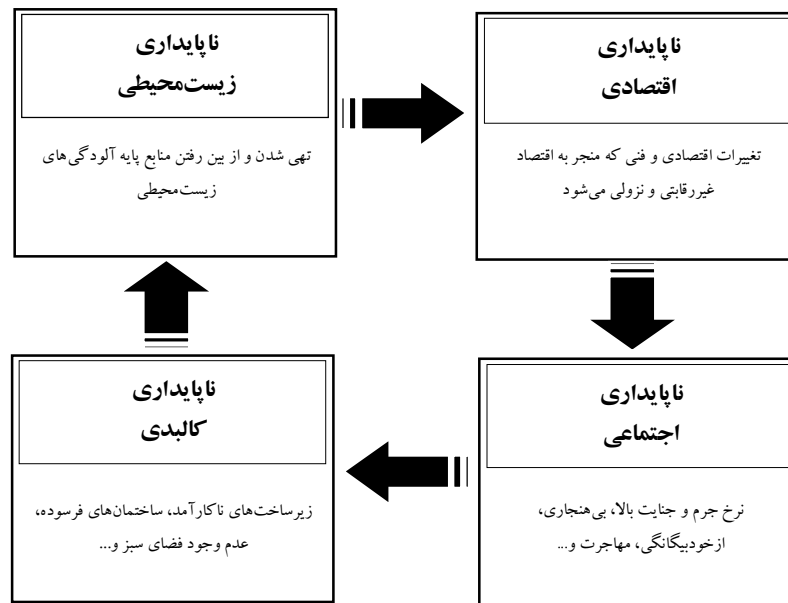 ناپایداری
اقتصادی
تغییرات اقتصادی و فنی که منجر به اقتصاد
غیررقابتی و نزولی می‌شود
ناپایداری
زیست‌محیطی
تهی شدن و از بین رفتن منابع پایه آلودگی‌های
زیست‌محیطی
ناپایداری
اجتماعی
نرخ جرم و جنایت بالا، بی‌هنجاری،
ازخودبیگانگی، مهاجرت و...
ناپایداری
کالبدی
زیرساخت‌های ناکارآمد، ساختمان‌های فرسوده،
عدم وجود فضای سبز و...